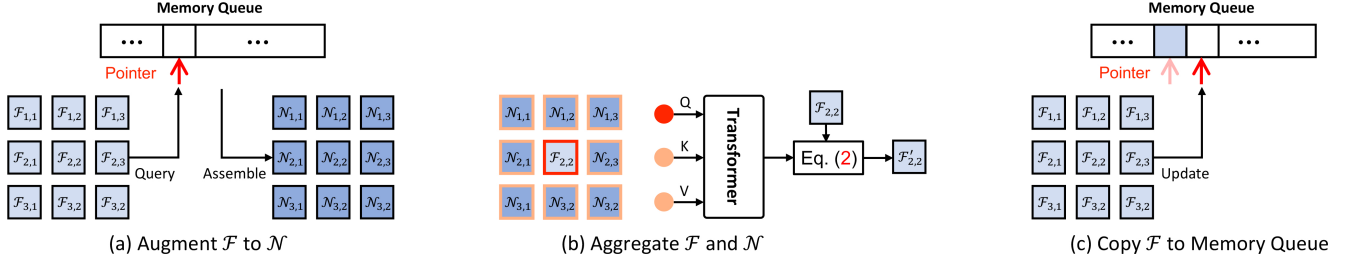 Memory Queue
... ...
Pointer
ℱ1,1 ℱ1,2 ℱ1,3
ℱ2,1 ℱ2,2 ℱ2,3
ℱ3,1 ℱ3,2 ℱ3,2
Query
Assemble
𝒩1,1 𝒩1,2 𝒩1,3
𝒩2,1 𝒩2,2 𝒩2,3
𝒩3,1 𝒩3,2 𝒩3,2
(a) Augment ℱ to 𝒩
𝒩1,1 𝒩1,2 𝒩1,3
𝒩2,1 ℱ2,2 𝒩2,3
𝒩3,1 𝒩3,2 𝒩3,2
Q
K
V
Transformer
ℱ2,2
Eq. (2)
ℱ′2,2
(b) Aggregate ℱ and 𝒩
Memory Queue
... ...
Pointer
ℱ1,1 ℱ1,2 ℱ1,3
ℱ2,1 ℱ2,2 ℱ2,3
ℱ3,1 ℱ3,2 ℱ3,2
Update
(c) Copy ℱ to Memory Queue